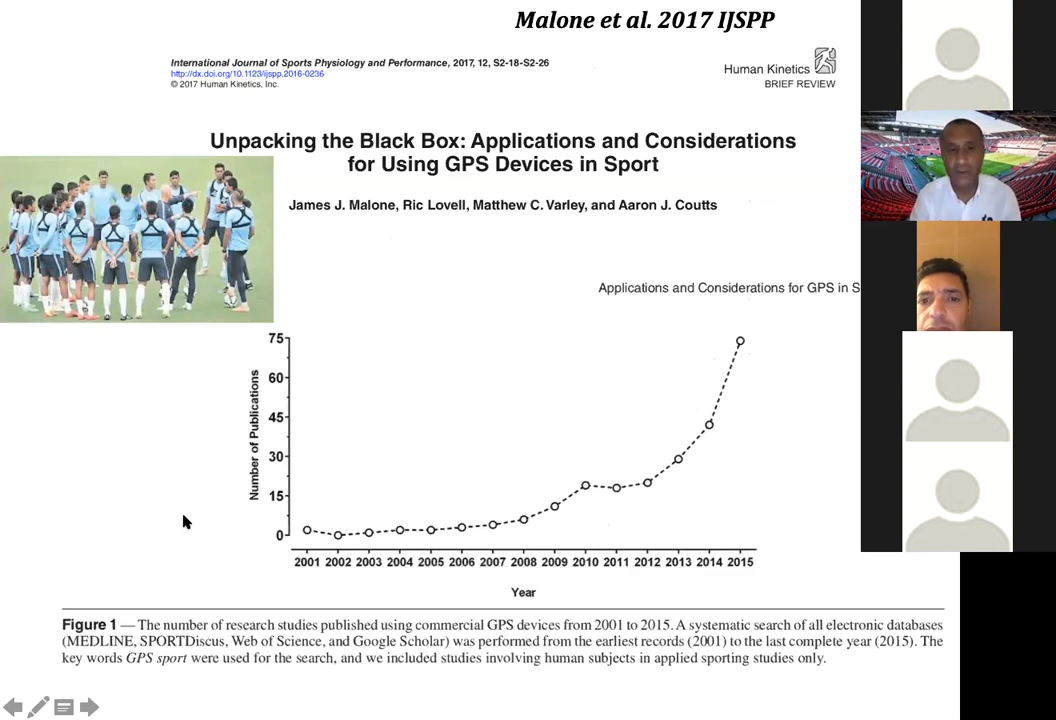 Malone et al. 2017 IJSPP
International Journal of Sports Physiology and Performance, 2017, 12, S2-18-S2-26
http://dx.doi.org/10.1123/ijspp.2016-0236
© 2017 Human Kinetics, Inc.
Human Kinetics
BRIEF REVIEW
Unpacking the Black Box: Applications and Considerations
for Using GPS Devices in Sport
James J. Malone, Ric Lovell, Matthew C. Varley, and Aaron J. Coutts
Applications and Considerations for GPS in S
75
60
45
30
15
0
Number of Publications
2001 2002 2003 2004 2005 2006 2007 2008 2009 2010 2011 2012 2013 2014 2015
Year
Figure 1 — The number of research studies published using commercial GPS devices from 2001 to 2015. A systematic search of all electronic databases
(MEDLINE, SPORTDiscus, Web of Science, and Google Scholar) was performed from the earliest records (2001) to the last complete year (2015). The
key words GPS sport were used for the search, and we included studies involving human subjects in applied sporting studies only.